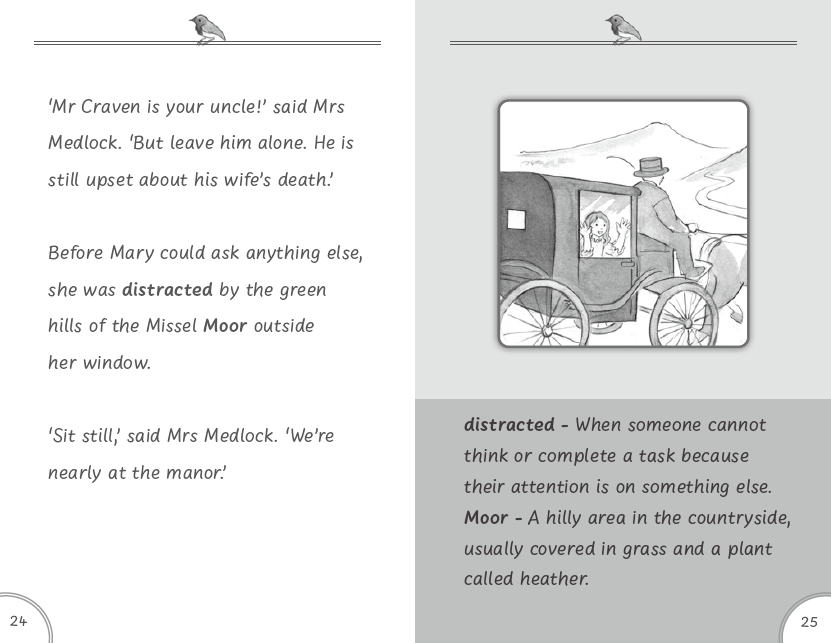 ‘Mr Craven is your uncle!’ said Mrs
Medlock. ‘But leave him alone. He is
still upset about his wife’s death.’
Before Mary could ask anything else,
she was distracted by the green
hills of the Missel Moor outside
her window.
‘Sit still,’ said Mrs Medlock. ‘We’re
nearly at the manor.’
24
distracted - When someone cannot
think or complete a task because
their attention is on something else.
Moor - A hilly area in the countryside,
usually covered in grass and a plant
called heather.
25